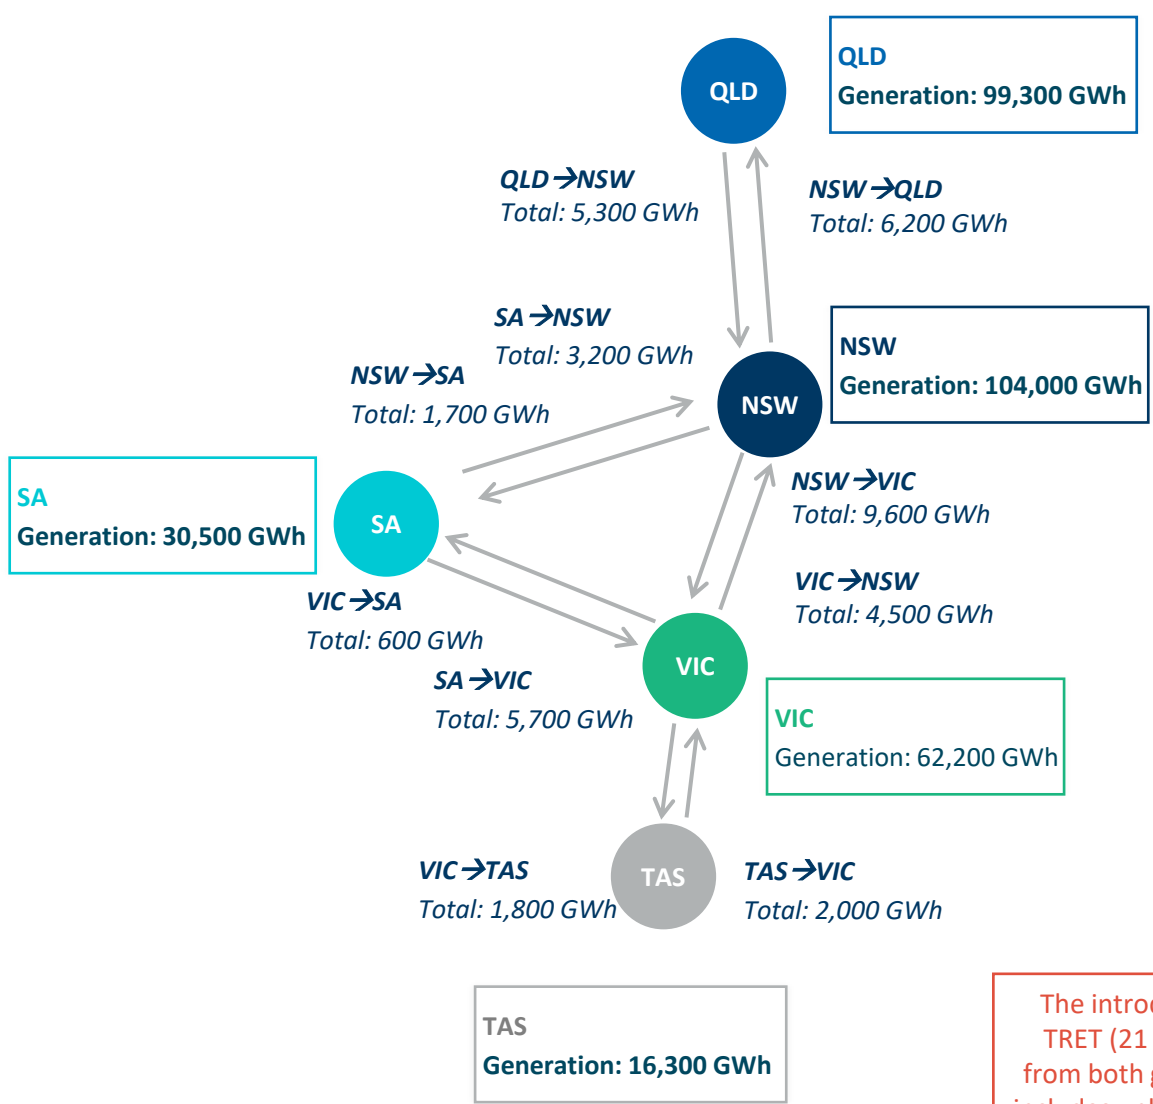 QLD
QLD
Generation: 99,300 GWh
QLD→NSW
Total: 5,300 GWh
NSW→QLD
Total: 6,200 GWh
SA→NSW
Total: 3,200 GWh
NSW→SA
Total: 1,700 GWh
NSW
NSW
Generation: 104,000 GWh
SA
Generation: 30,500 GWh
SA
NSW→VIC
Total: 9,600 GWh
VIC→NSW
Total: 4,500 GWh
VIC→SA
Total: 600 GWh
SA→VIC
Total: 5,700 GWh
VIC
VIC
Generation: 62,200 GWh
VIC→TAS
Total: 1,800 GWh
TAS
TAS→VIC
Total: 2,000 GWh
TAS
Generation: 16,300 GWh
The
TRET (21
from both